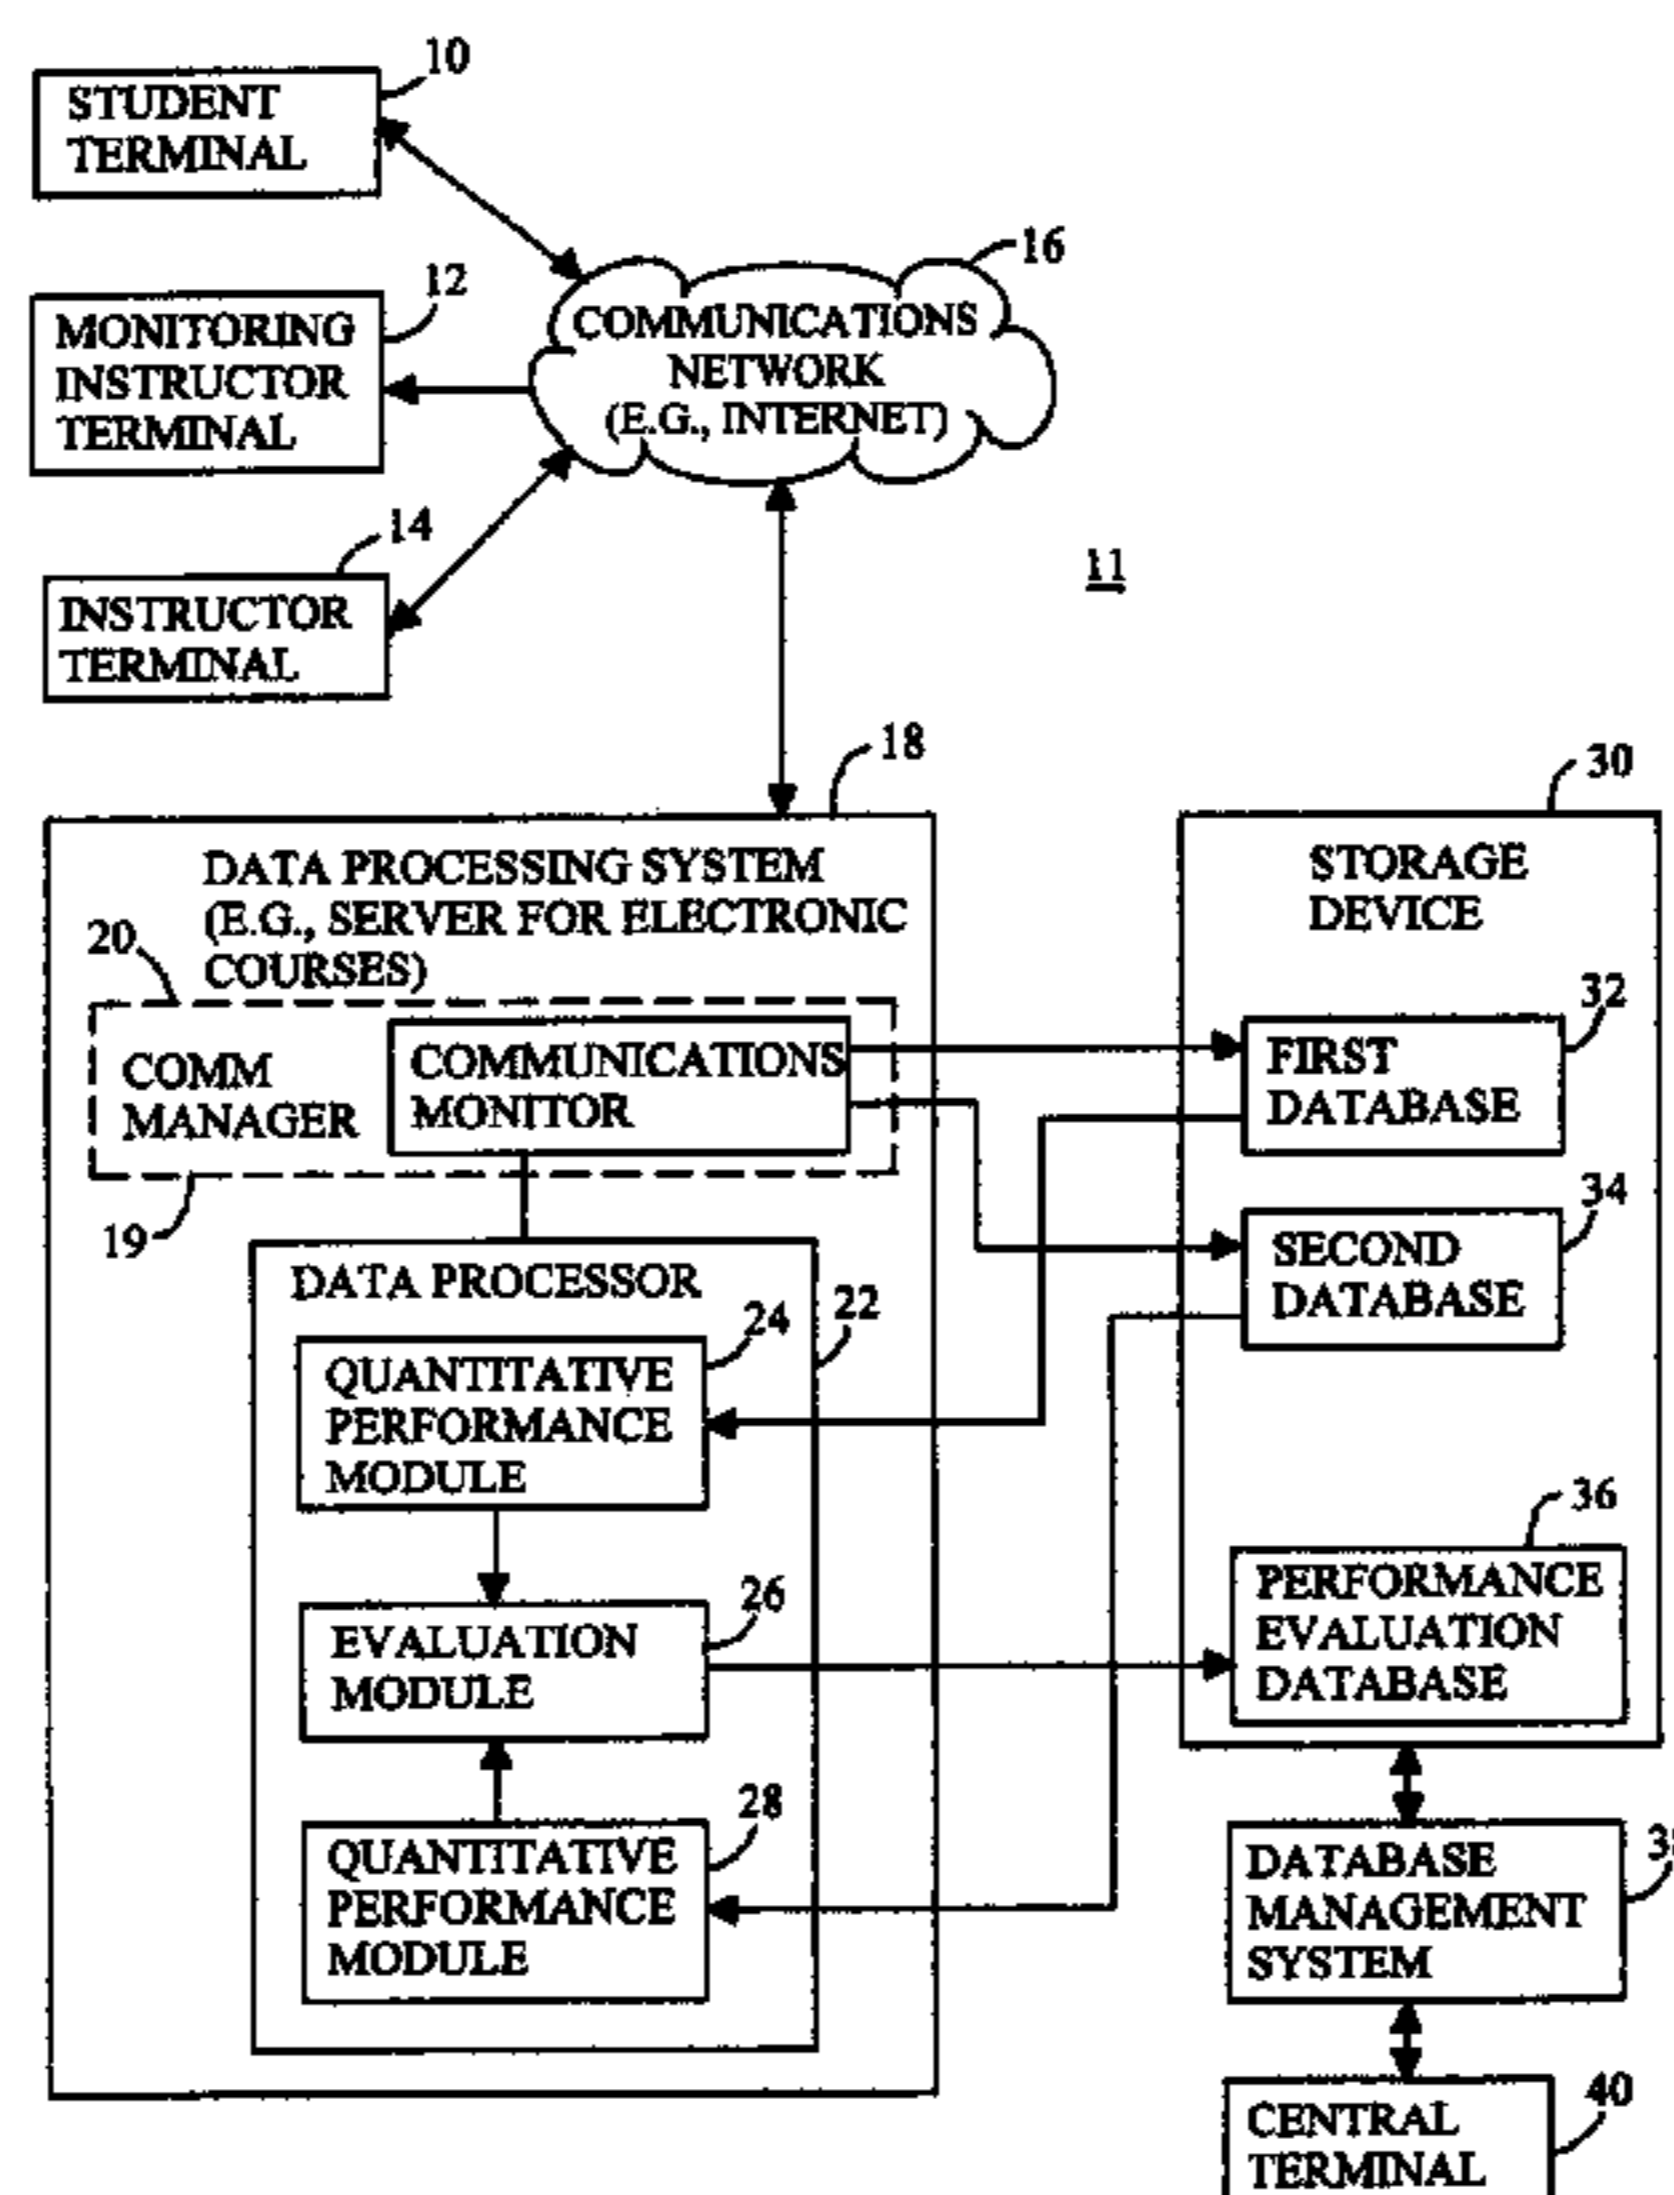 10
STUDENT
TERMINAL
16
12
MONITORING
INSTRUCTOR
TERMINAL
COMMUNICATIONS
NETWORK
(E.G., INTERNET)
14
INSTRUCTOR
TERMINAL
11
18
30
DATA PROCESSING SYSTEM
(E.G., SERVER FOR ELECTRONIC
COURSES)
STORAGE
DEVICE
20
COMM
MANAGER
COMMUNICATIONS
MONITOR
32
FIRST
DATABASE
19
34
SECOND
DATABASE
DATA PROCESSOR
22
24
QUANTITATIVE
PERFORMANCE
MODULE
36
PERFORMANCE
EVALUATION
DATABASE
26
EVALUATION
MODULE
28
QUANTITATIVE
PERFORMANCE
MODULE
DATABASE
MANAGEMENT
SYSTEM
40
CENTRAL
TERMINAL